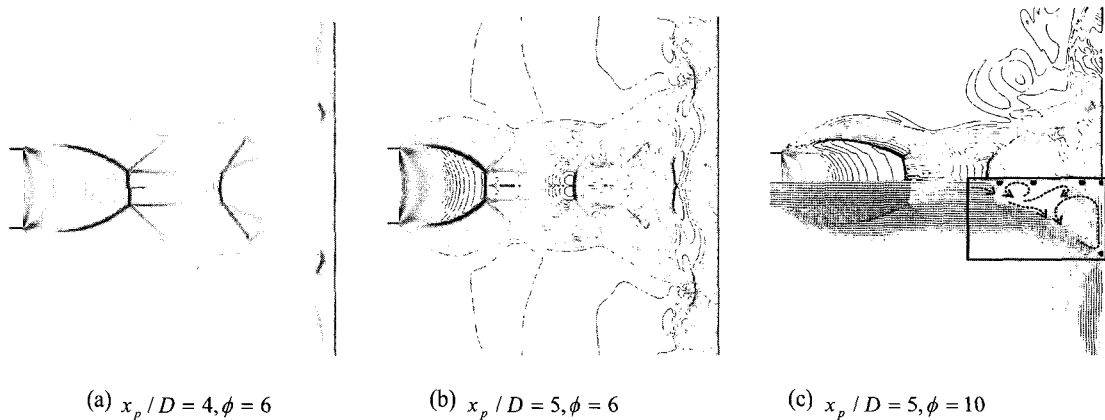 (a) x_p / D = 4, ϕ = 6
(b) x_p / D = 5, ϕ = 6
(c) x_p / D = 5, ϕ = 10